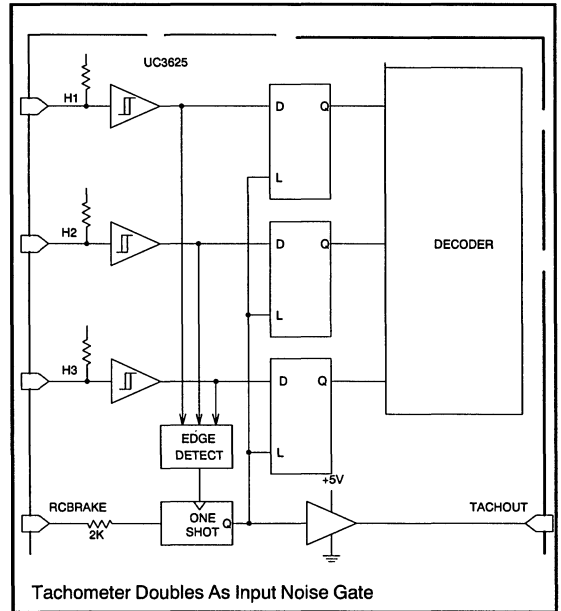 UC3625
H1
D Q
L
H2
D Q
DECODER
L
H3
D Q
EDGE
DETECT
L
+5V
RCBRAKE
TACHOUT
2K
ONE
SHOT
Q
Tachometer Doubles As Input Noise Gate